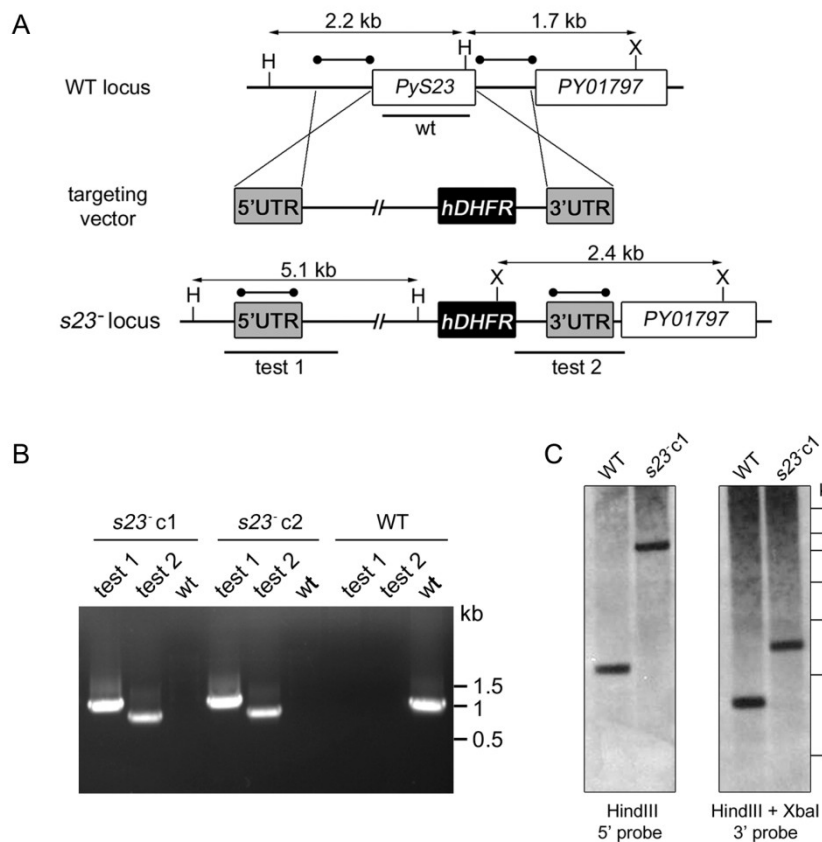 A
2.2 kb
1.7 kb
H
H
X
WT locus
PyS23
PY01797
wt
targeting
vector
5'UTR
//
hDHFR
3'UTR
5.1 kb
2.4 kb
H
H
X
X
s23- locus
5'UTR
//
hDHFR
3'UTR
PY01797
test 1
test 2
B
s23- c1
s23- c2
WT
test 1
test 2
wt
test 1
test 2
wt
test 1
test 2
wt
kb
1.5
1
0.5
C
WT
s23-c1
WT
s23-c1
HindIII
5' probe
HindIII + XbaI
3' probe